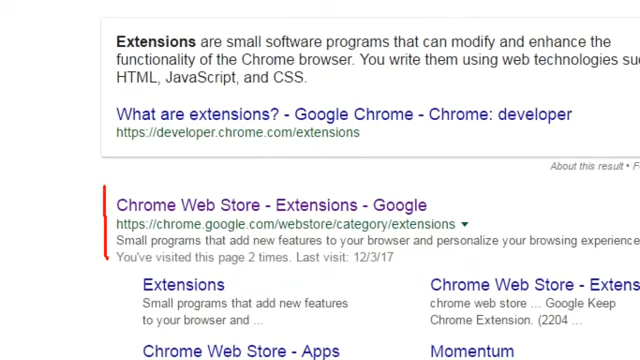 Extensions are small software programs that can modify and enhance the
functionality of the Chrome browser. You write them using web technologies
HTML, JavaScript, and CSS.
What are extensions? - Google Chrome - Chrome: developer
https://developer.chrome.com/extensions
About this result •
Chrome Web Store - Extensions - Google
https://chrome.google.com/webstore/category/extensions
Small programs that add new features to your browser and personalize your browsing experience
You've visited this page 2 times. Last visit: 12/3/17
Extensions
Small programs that add new features
to your browser and ...
Chrome Web Store - Extens
chrome web store ... Google Keep
Chrome Extension. (2204 ...
Chrome Web Store - Apps
Momentum